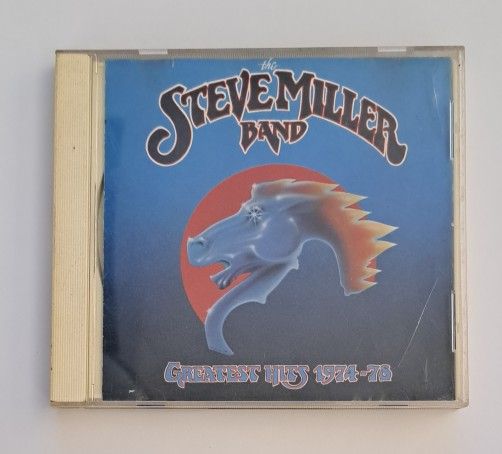 the
STEVE MILLER
BAND
GREATEST HITS 1974-78